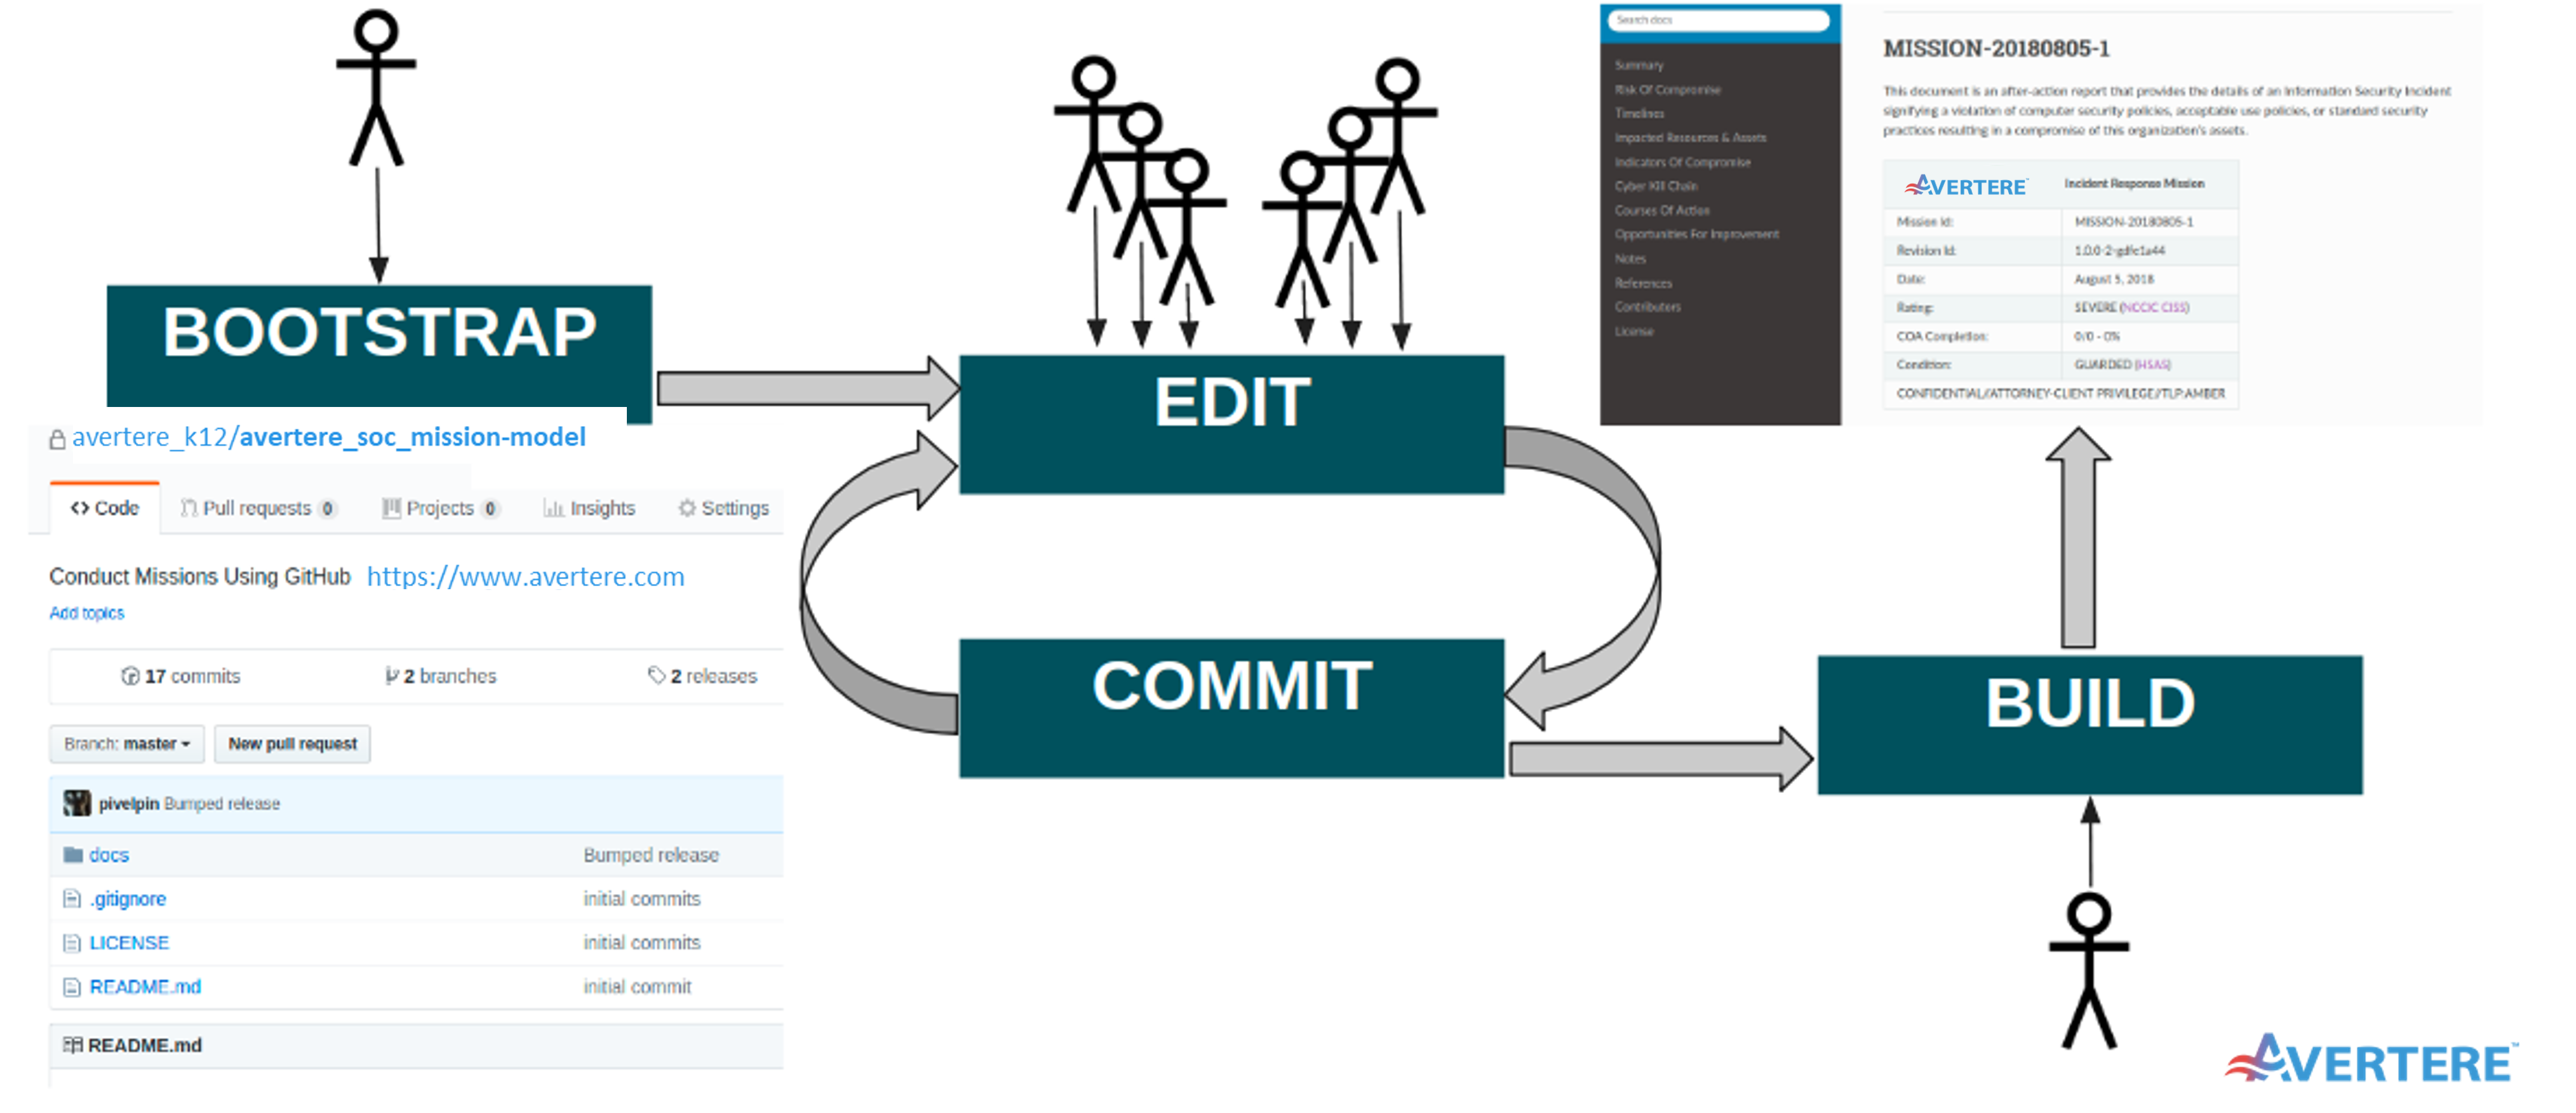 BOOTSTRAP
avertere_k12/avertere_soc_mission-model
Code Pull requests 0 Projects 0 Insights Settings
Conduct Missions Using GitHub https://www.avertere.com
Add topics
17 commits 2 branches 2 releases
Branch: master New pull request
pivelpin Bumped release
docs Bumped release
.gitignore initial commits
LICENSE initial commits
README.md initial commit
README.md
EDIT
COMMIT
BUILD
Search docs
Summary
Risk Of Compromise
Timelines
Impacted Resources & Assets
Indicators Of Compromise
Cyber Kill Chain
Courses Of Action
Opportunities For Improvement
Notes
References
Contributors
License
MISSION-20180805-1
This document is an after-action report that provides the details of an Information Security Incident
signifying a violation of computer security policies, acceptable use policies, or standard security
practices resulting in a compromise of this organization's assets.
AVERTERE Incident Response Mission
Mission Id: MISSION-20180805-1
Revision Id: 1.0.0-2-gdfe1a44
Date: August 5, 2018
Rating: SEVERE (NCCIC CISS)
COA Completion: 0/0 - 0%
Condition: GUARDED (HSAS)
CONFIDENTIAL//ATTORNEY-CLIENT PRIVILEGE//TLP:AMBER
AVERTERE™